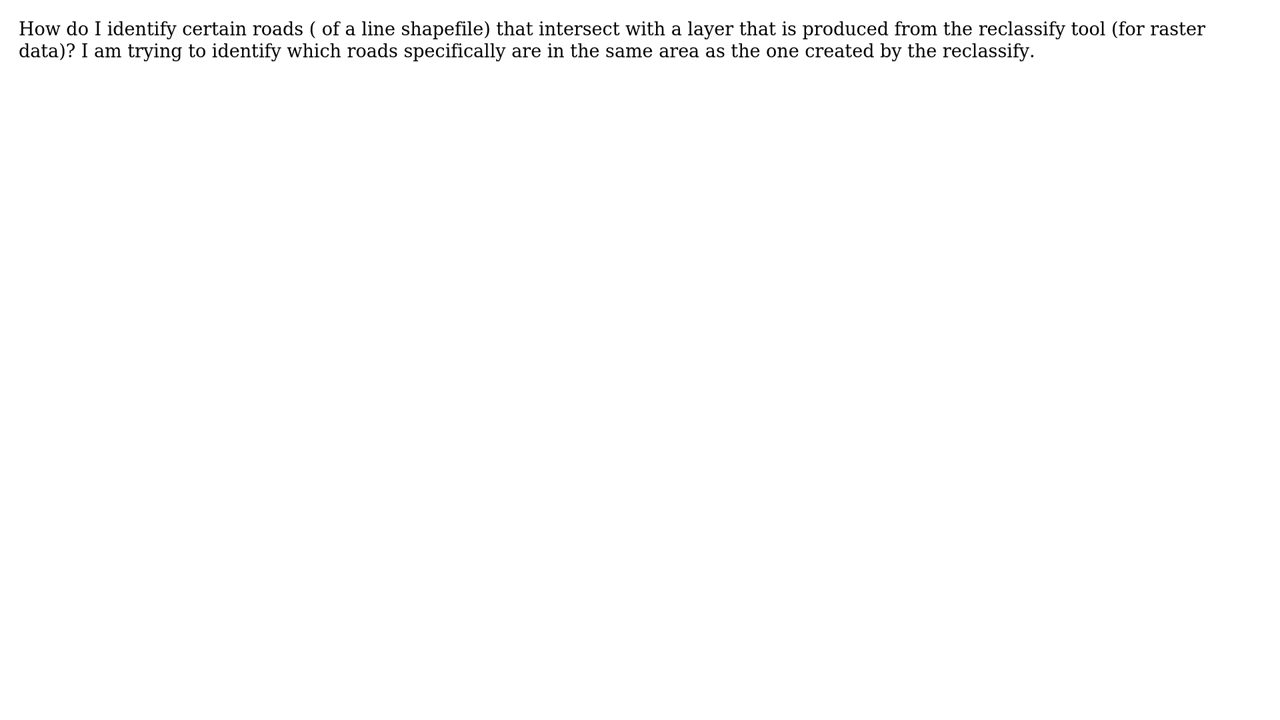 How do I identify certain roads ( of a line shapefile) that intersect with a layer that is produced from the reclassify tool (for raster
data)? I am trying to identify which roads specifically are in the same area as the one created by the reclassify.